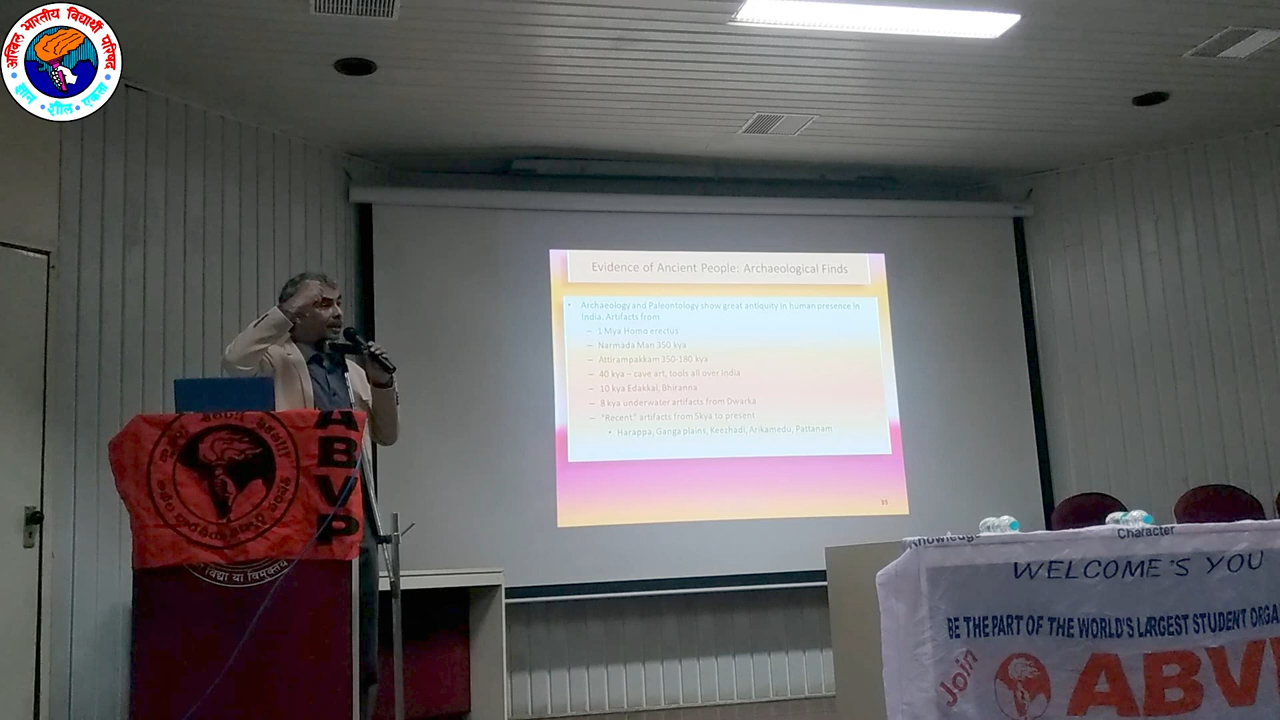 अखिल भारतीय विद्यार्थी परिषद
ज्ञान • शील • एकता
Evidence of Ancient People: Archaeological Finds
• Archaeology and Paleontology show great antiquity in human presence in
India. Artifacts from
– 1 Mya Homo erectus
– Narmada Man 350 kya
– Attirampakkam 350-180 kya
– 40 kya – cave art, tools all over India
– 10 kya Edakkal, Bhiranna
– 8 kya underwater artifacts from Dwarka
– "Recent" artifacts from 5kya to present
• Harappa, Ganga plains, Keezhadi, Arikamedu, Pattanam
35
ABVP
विद्या या विमुक्तये
Knowledge
Character
WELCOME'S YOU
BE THE PART OF THE WORLD'S LARGEST STUDENT ORGA
Join
ABV